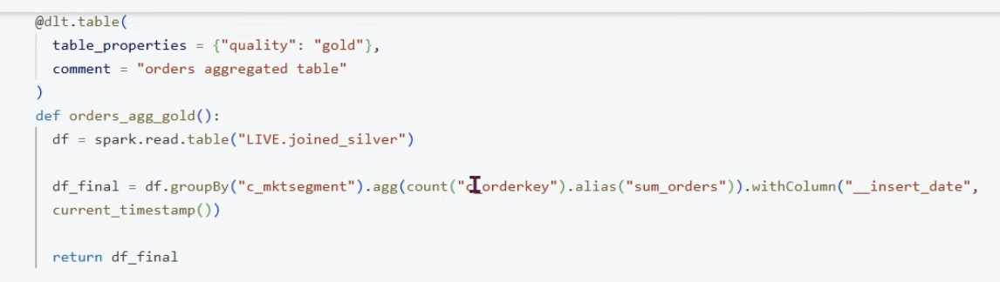 @dlt.table(
table_properties = {"quality": "gold"},
comment = "orders aggregated table"
)
def orders_agg_gold():
df = spark.read.table("LIVE.joined_silver")
df_final = df.groupBy("c_mktsegment").agg(count("orderkey").alias("sum_orders")).withColumn("__insert_date",
current_timestamp())
return df_final